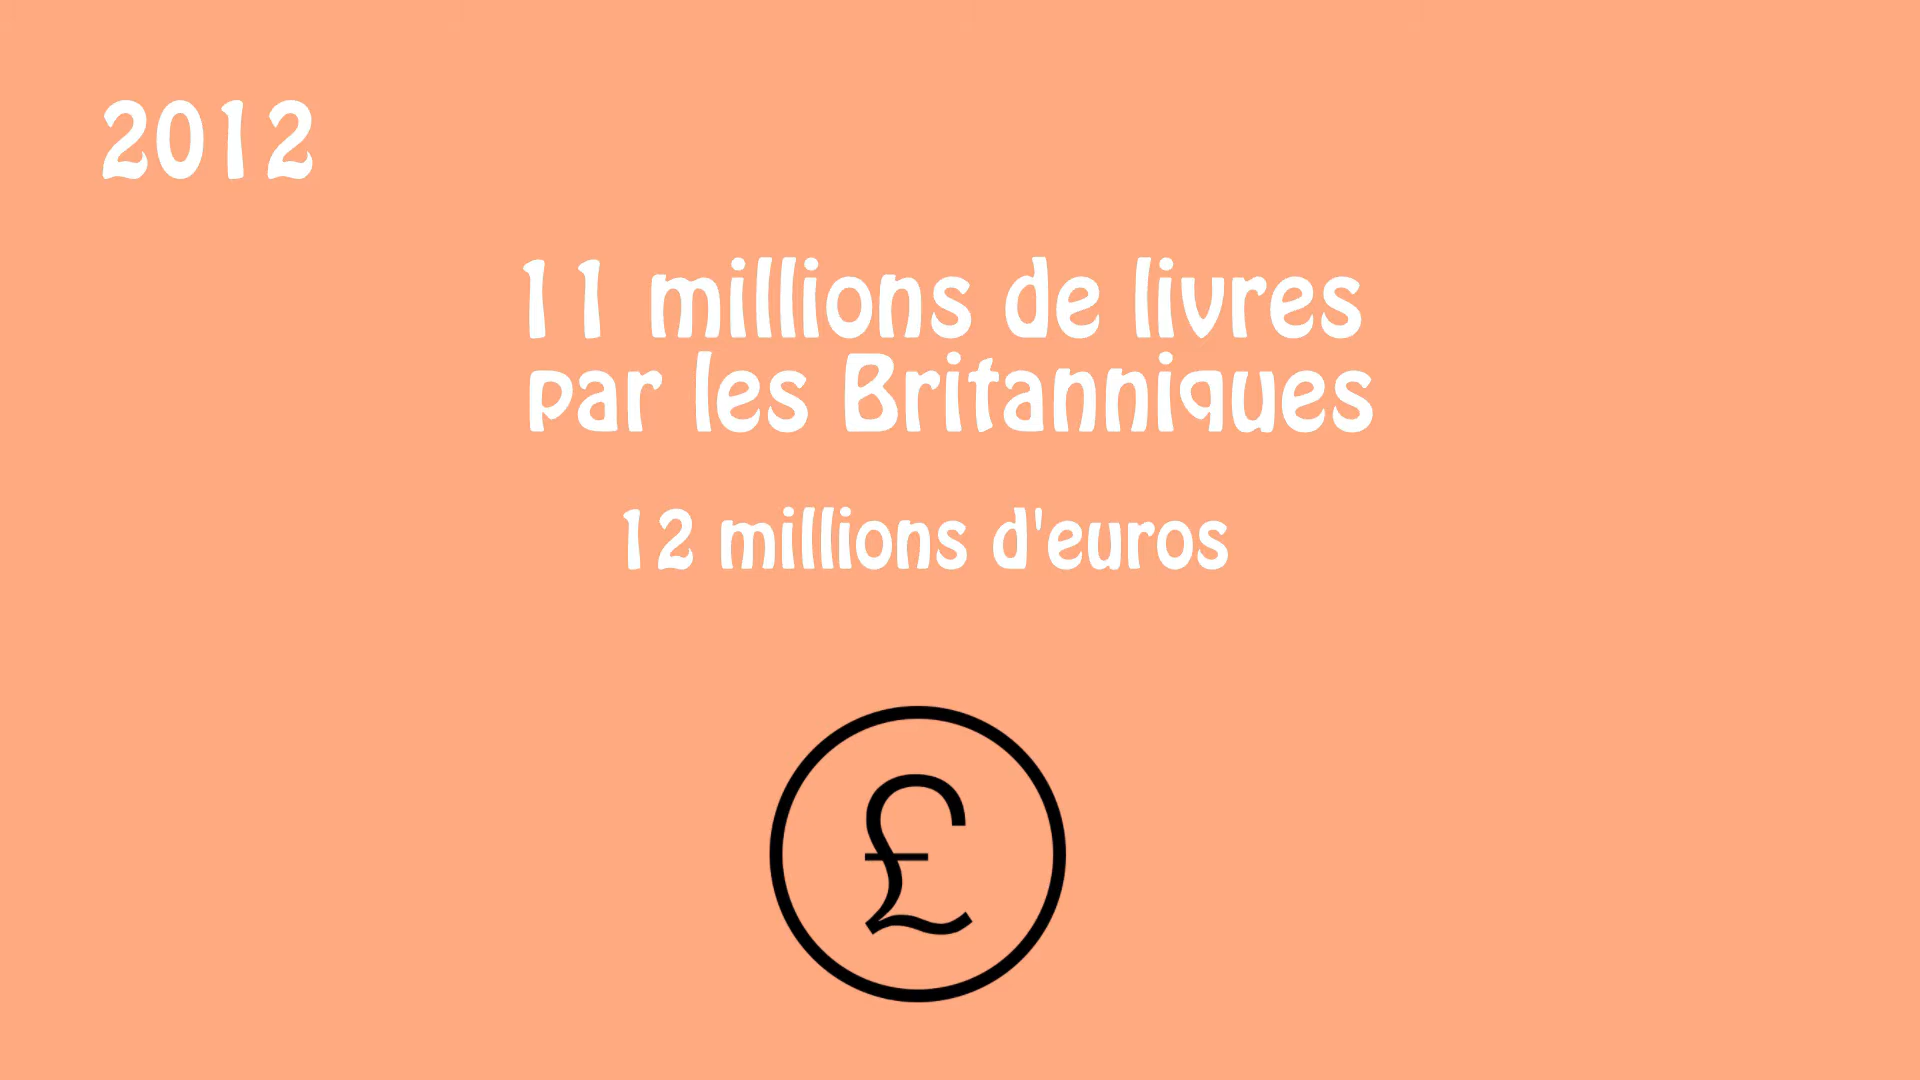 2012
11 millions de livres
par les Britanniques
12 millions d'euros
£